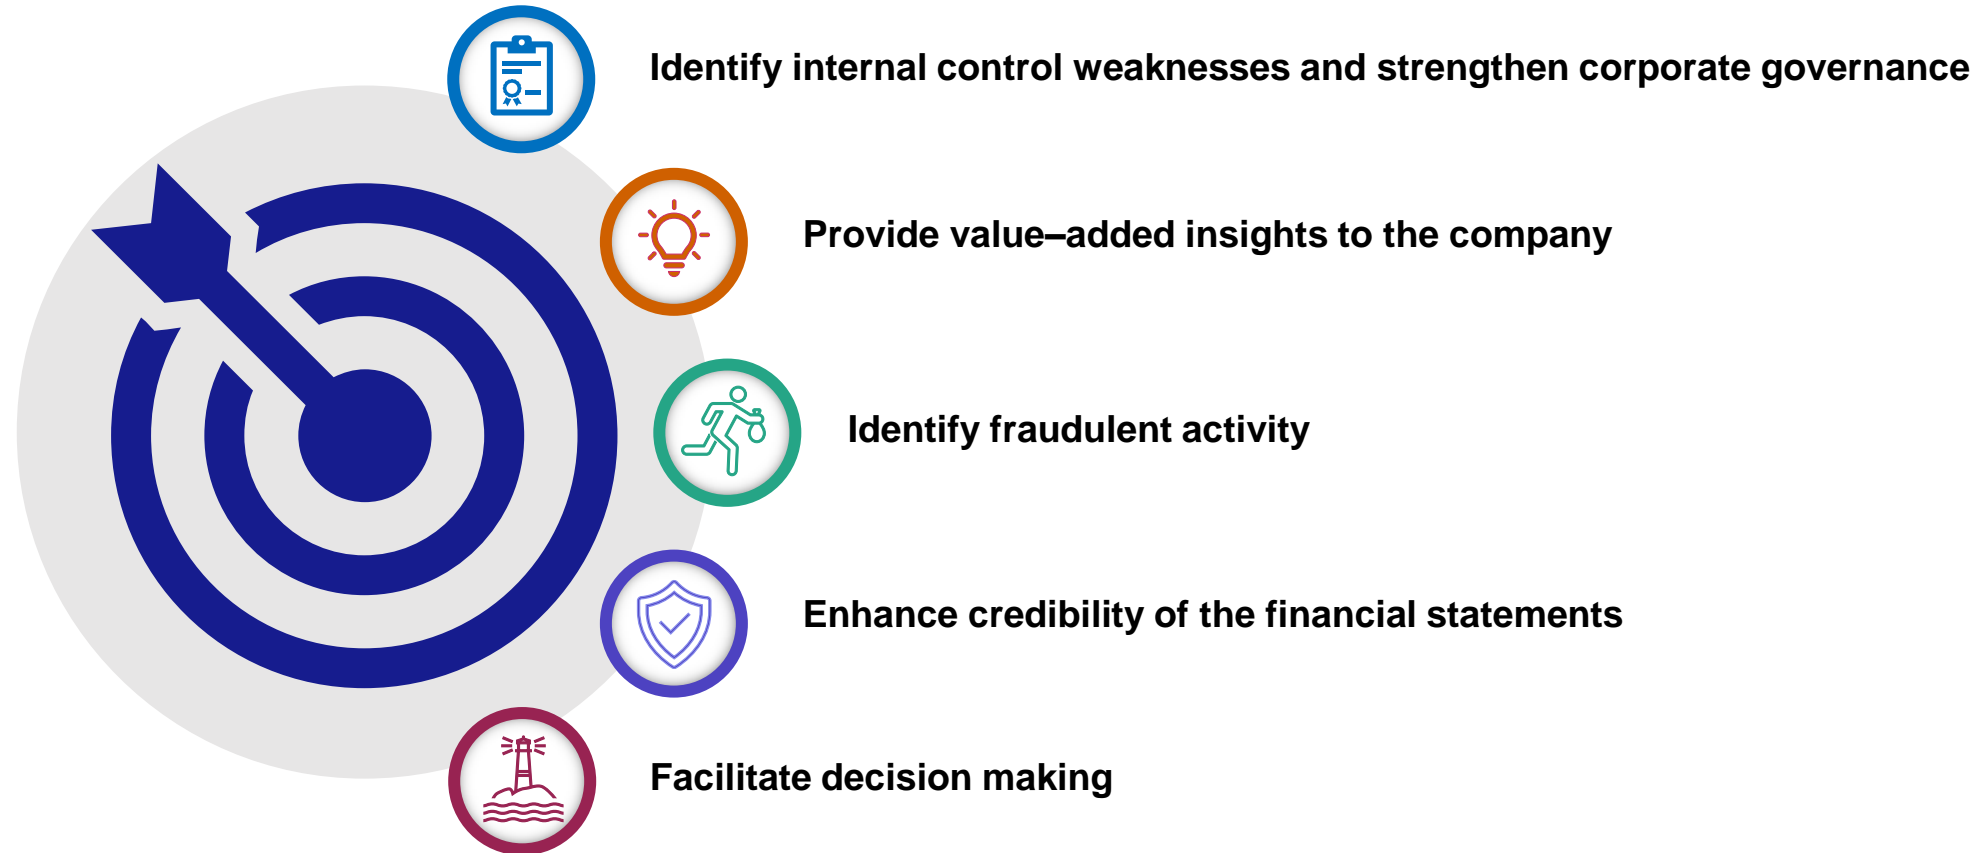 Identify internal control weaknesses and strengthen corporate governance
Provide value–added insights to the company
Identify fraudulent activity
Enhance credibility of the financial statements
Facilitate decision making